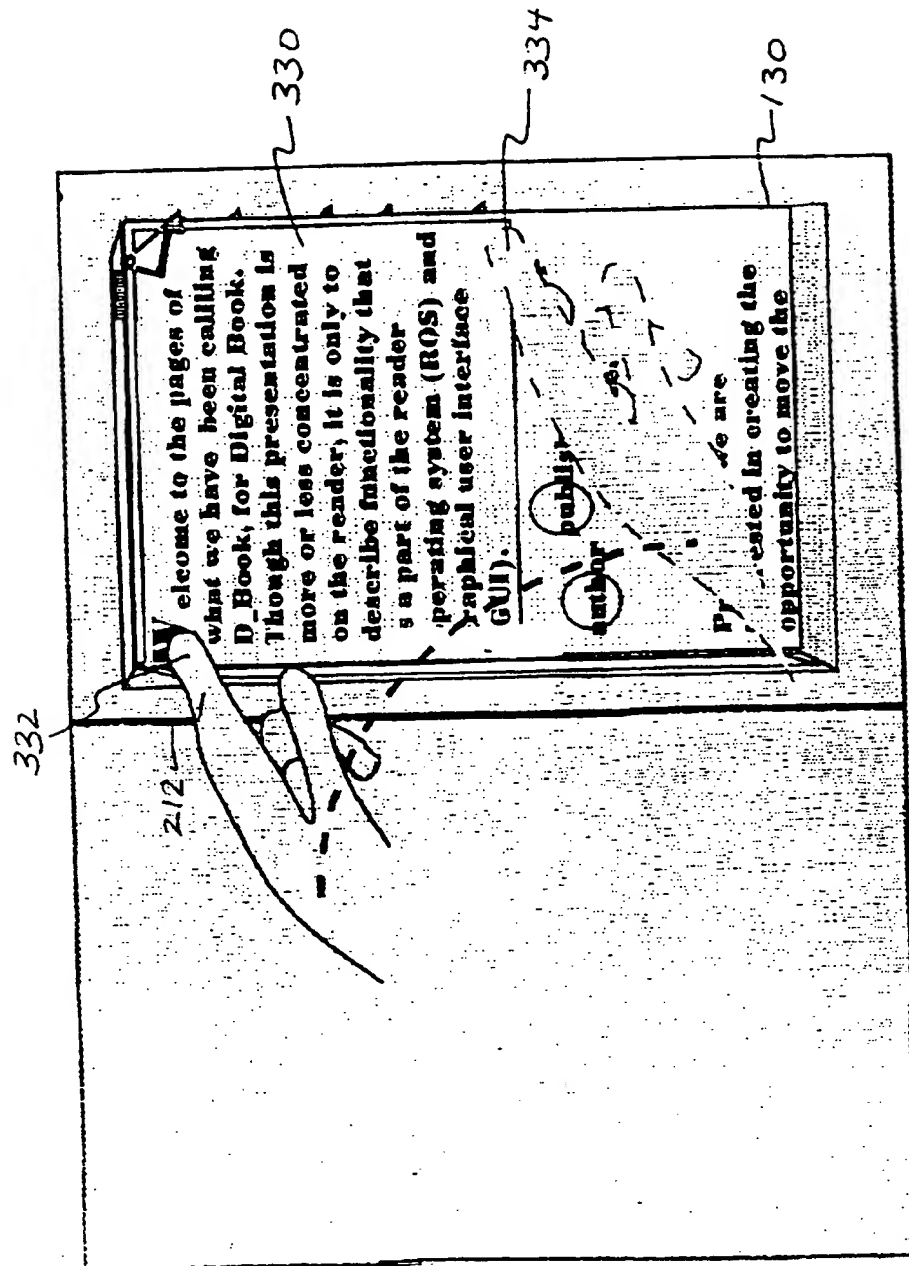 332
212
elcome to the pages of
what we have been calling
D_Book, for Digital Book.
Though this presentation is
more or less concentrated
on the reader, it is only to
describe functionality that
s a part of the reader
perating system (ROS) and
raphical user interface
GUI).
author publis
we are
ested in creating the
opportunity to move the
330
334
130